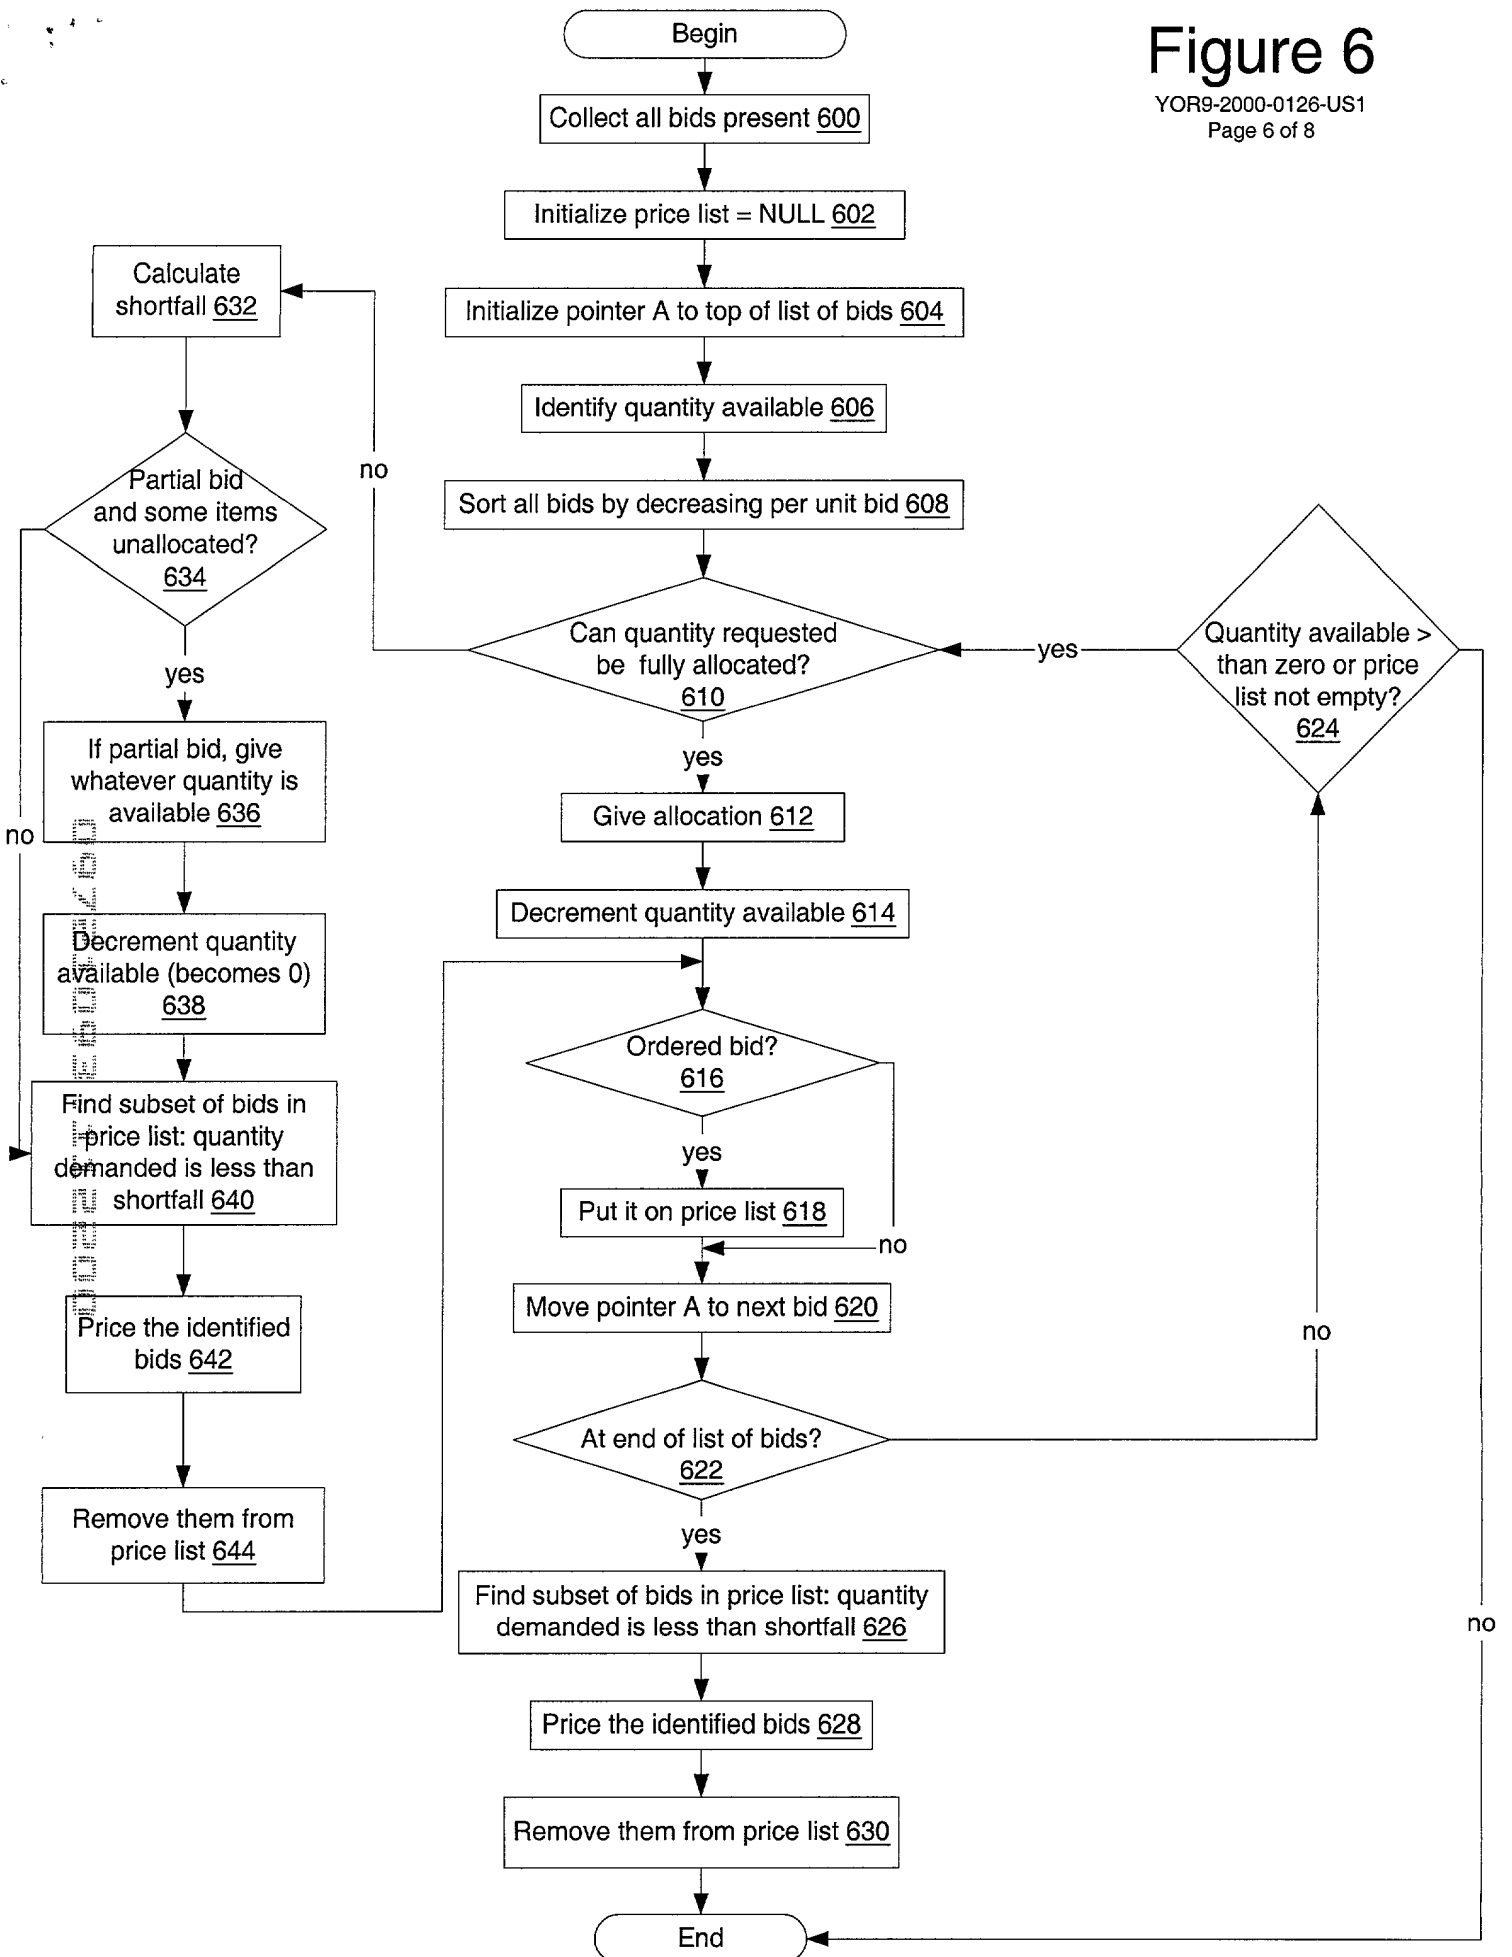 Begin
Figure 6
YOR9-2000-0126-US1
Page 6 of 8
Collect all bids present 600
Initialize price list = NULL 602
Initialize pointer A to top of list of bids 604
Identify quantity available 606
Sort all bids by decreasing per unit bid 608
Can quantity requested
be fully allocated?
610
yes
Give allocation 612
Decrement quantity available 614
Ordered bid?
616
yes
Put it on price list 618
no
Move pointer A to next bid 620
At end of list of bids?
622
yes
Find subset of bids in price list: quantity
demanded is less than shortfall 626
Price the identified bids 628
Remove them from price list 630
End
no
Calculate
shortfall 632
Partial bid
and some items
unallocated?
634
yes
no
If partial bid, give
whatever quantity is
available 636
Decrement quantity
available (becomes 0)
638
Find subset of bids in
price list: quantity
demanded is less than
shortfall 640
Price the identified
bids 642
Remove them from
price list 644
yes
Quantity available >
than zero or price
list not empty?
624
no
no